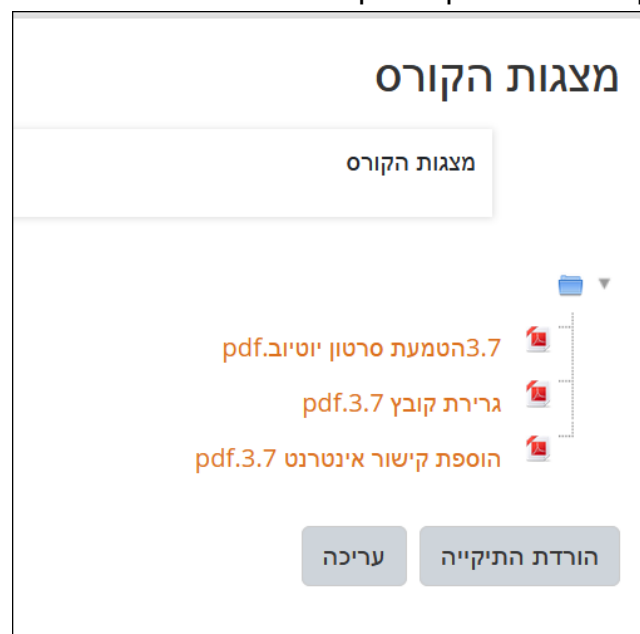 מצגות הקורס
מצגות הקורס
3.7הטמעת סרטון יוטיוב.pdf
גרירת קובץ 3.7.pdf
הוספת קישור אינטרנט 3.7.pdf
הורדת התיקייה
עריכה